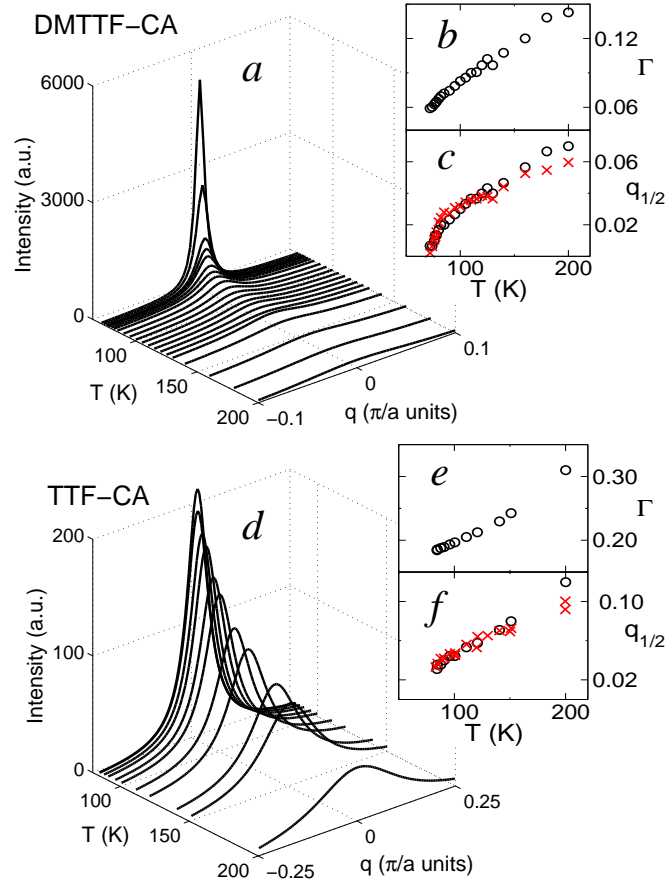 DMTTF−CA
a
6000
3000
0
Intensity (a.u.)
100
150
200
T (K)
−0.1
0
0.1
q (π/a units)
b
0.12
Γ
0.06
c
0.06
q1/2
0.02
100
200
T (K)
TTF−CA
d
200
100
0
Intensity (a.u.)
100
150
200
T (K)
−0.25
0
0.25
q (π/a units)
e
0.30
Γ
0.20
f
0.10
q1/2
0.02
100
200
T (K)